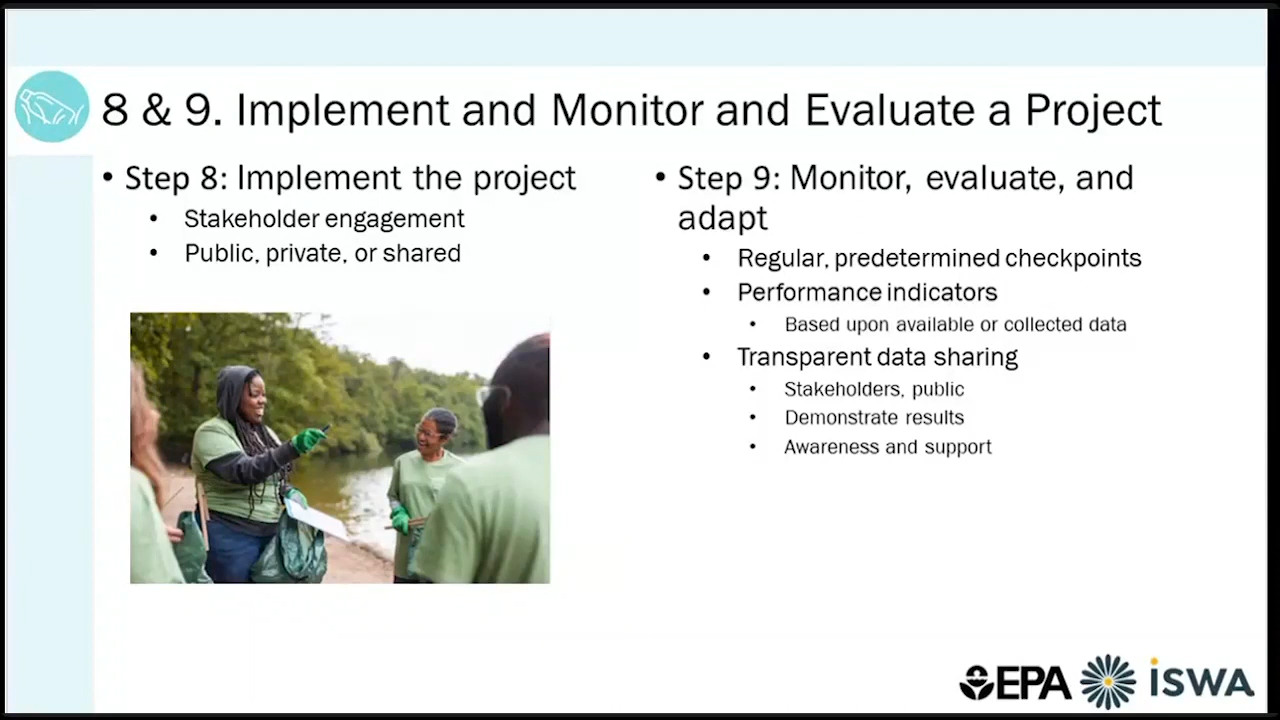 8 & 9. Implement and Monitor and Evaluate a Project
• Step 8: Implement the project
• Stakeholder engagement
• Public, private, or shared
• Step 9: Monitor, evaluate, and
adapt
• Regular, predetermined checkpoints
• Performance indicators
• Based upon available or collected data
• Transparent data sharing
• Stakeholders, public
• Demonstrate results
• Awareness and support
EPA iSWA